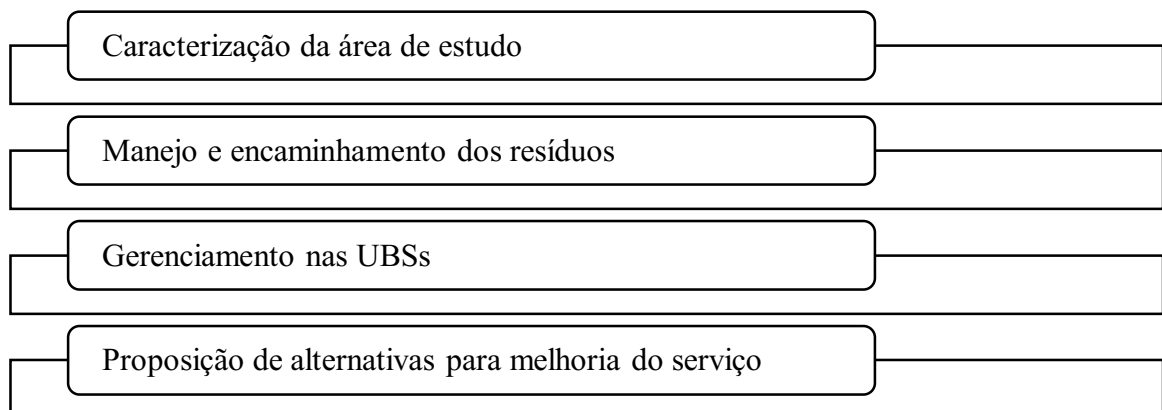 Caracterização da área de estudo
Manejo e encaminhamento dos resíduos
Gerenciamento nas UBSs
Proposição de alternativas para melhoria do serviço